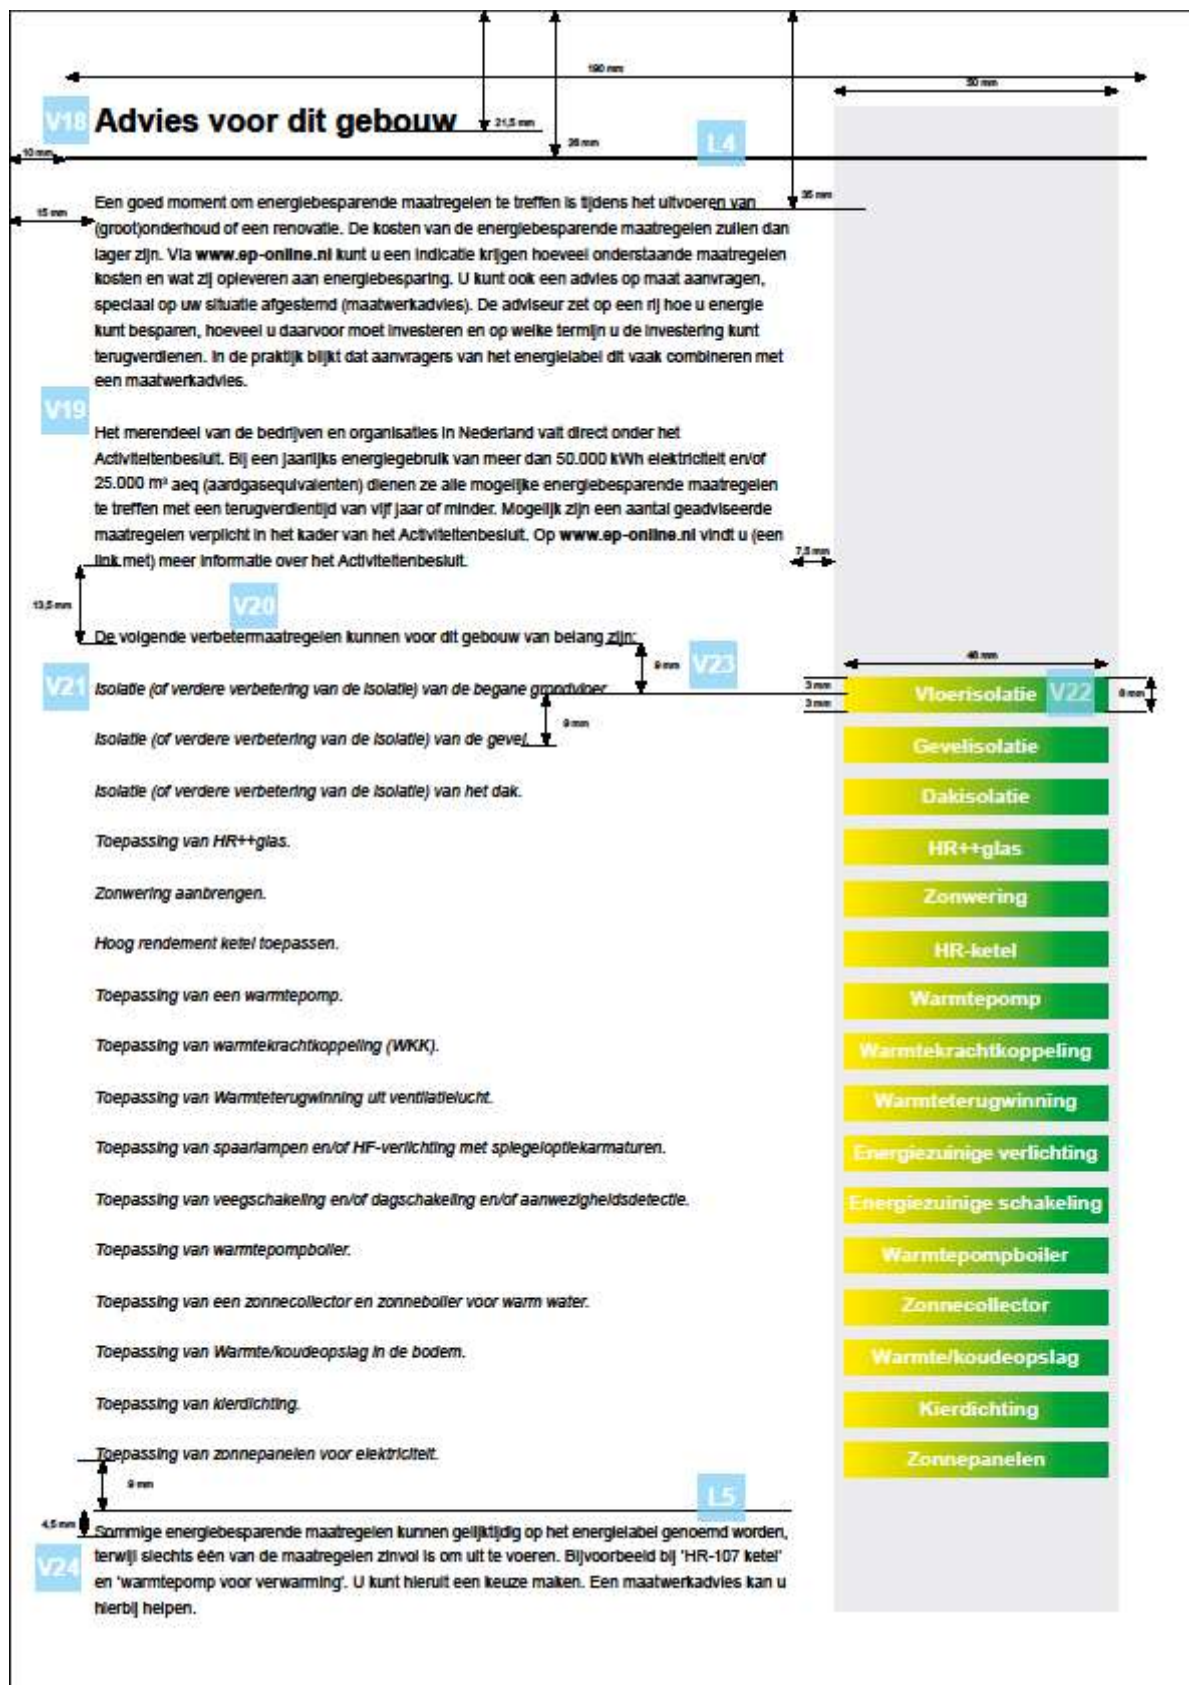 190 mm
50 mm
V18 Advies voor dit gebouw
21,5 mm
L4
26 mm
10 mm
35 mm
15 mm
Een goed moment om energiebesparende maatregelen te treffen is tijdens het uitvoeren van
(groot)onderhoud of een renovatie. De kosten van de energiebesparende maatregelen zullen dan
lager zijn. Via www.ep-online.nl kunt u een indicatie krijgen hoeveel onderstaande maatregelen
kosten en wat zij opleveren aan energiebesparing. U kunt ook een advies op maat aanvragen,
speciaal op uw situatie afgestemd (maatwerkadvies). De adviseur zet op een rij hoe u energie
kunt besparen, hoeveel u daarvoor moet investeren en op welke termijn u de investering kunt
terugverdienen. In de praktijk blijkt dat aanvragers van het energielabel dit vaak combineren met
een maatwerkadvies.
V19
Het merendeel van de bedrijven en organisaties in Nederland valt direct onder het
Activiteitenbesluit. Bij een jaarlijks energiegebruik van meer dan 50.000 kWh elektriciteit en/of
25.000 m³ aeq (aardgasequivalenten) dienen ze alle mogelijke energiebesparende maatregelen
te treffen met een terugverdientijd van vijf jaar of minder. Mogelijk zijn een aantal geadviseerde
maatregelen verplicht in het kader van het Activiteitenbesluit. Op www.ep-online.nl vindt u (een
link met) meer informatie over het Activiteitenbesluit.
7,5 mm
13,5 mm
V20
De volgende verbetermaatregelen kunnen voor dit gebouw van belang zijn:
9 mm
V23
46 mm
V21 Isolatie (of verdere verbetering van de isolatie) van de begane grondvloer
3 mm
3 mm
Vloerisolatie V22
6 mm
9 mm
Isolatie (of verdere verbetering van de isolatie) van de gevel.
Gevelisolatie
Isolatie (of verdere verbetering van de isolatie) van het dak.
Dakisolatie
Toepassing van HR++glas.
HR++glas
Zonwering aanbrengen.
Zonwering
Hoog rendement ketel toepassen.
HR-ketel
Toepassing van een warmtepomp.
Warmtepomp
Toepassing van warmtekrachtkoppeling (WKK).
Warmtekrachtkoppeling
Toepassing van Warmteterugwinning uit ventilatielucht.
Warmteterugwinning
Toepassing van spaarlampen en/of HF-verlichting met spiegeloptiekarmaturen.
Energiezuinige verlichting
Toepassing van veegschakeling en/of dagschakeling en/of aanwezigheidsdetectie.
Energiezuinige schakeling
Toepassing van warmtepompboiler.
Warmtepompboiler
Toepassing van een zonnecollector en zonneboiler voor warm water.
Zonnecollector
Toepassing van Warmte/koudeopslag in de bodem.
Warmte/koudeopslag
Toepassing van kierdichting.
Kierdichting
Toepassing van zonnepanelen voor elektriciteit.
Zonnepanelen
9 mm
L5
4,5 mm
V24
Sommige energiebesparende maatregelen kunnen gelijktijdig op het energielabel genoemd worden,
terwijl slechts één van de maatregelen zinvol is om uit te voeren. Bijvoorbeeld bij 'HR-107 ketel'
en 'warmtepomp voor verwarming'. U kunt hieruit een keuze maken. Een maatwerkadvies kan u
hierbij helpen.